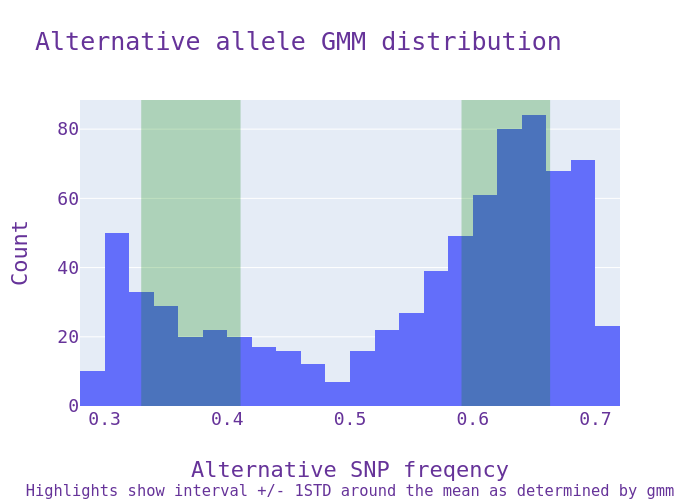 Alternative allele GMM distribution
80
60
40
20
0
Count
0.3 0.4 0.5 0.6 0.7
Alternative SNP freqency
Highlights show interval +/- 1STD around the mean as determined by gmm